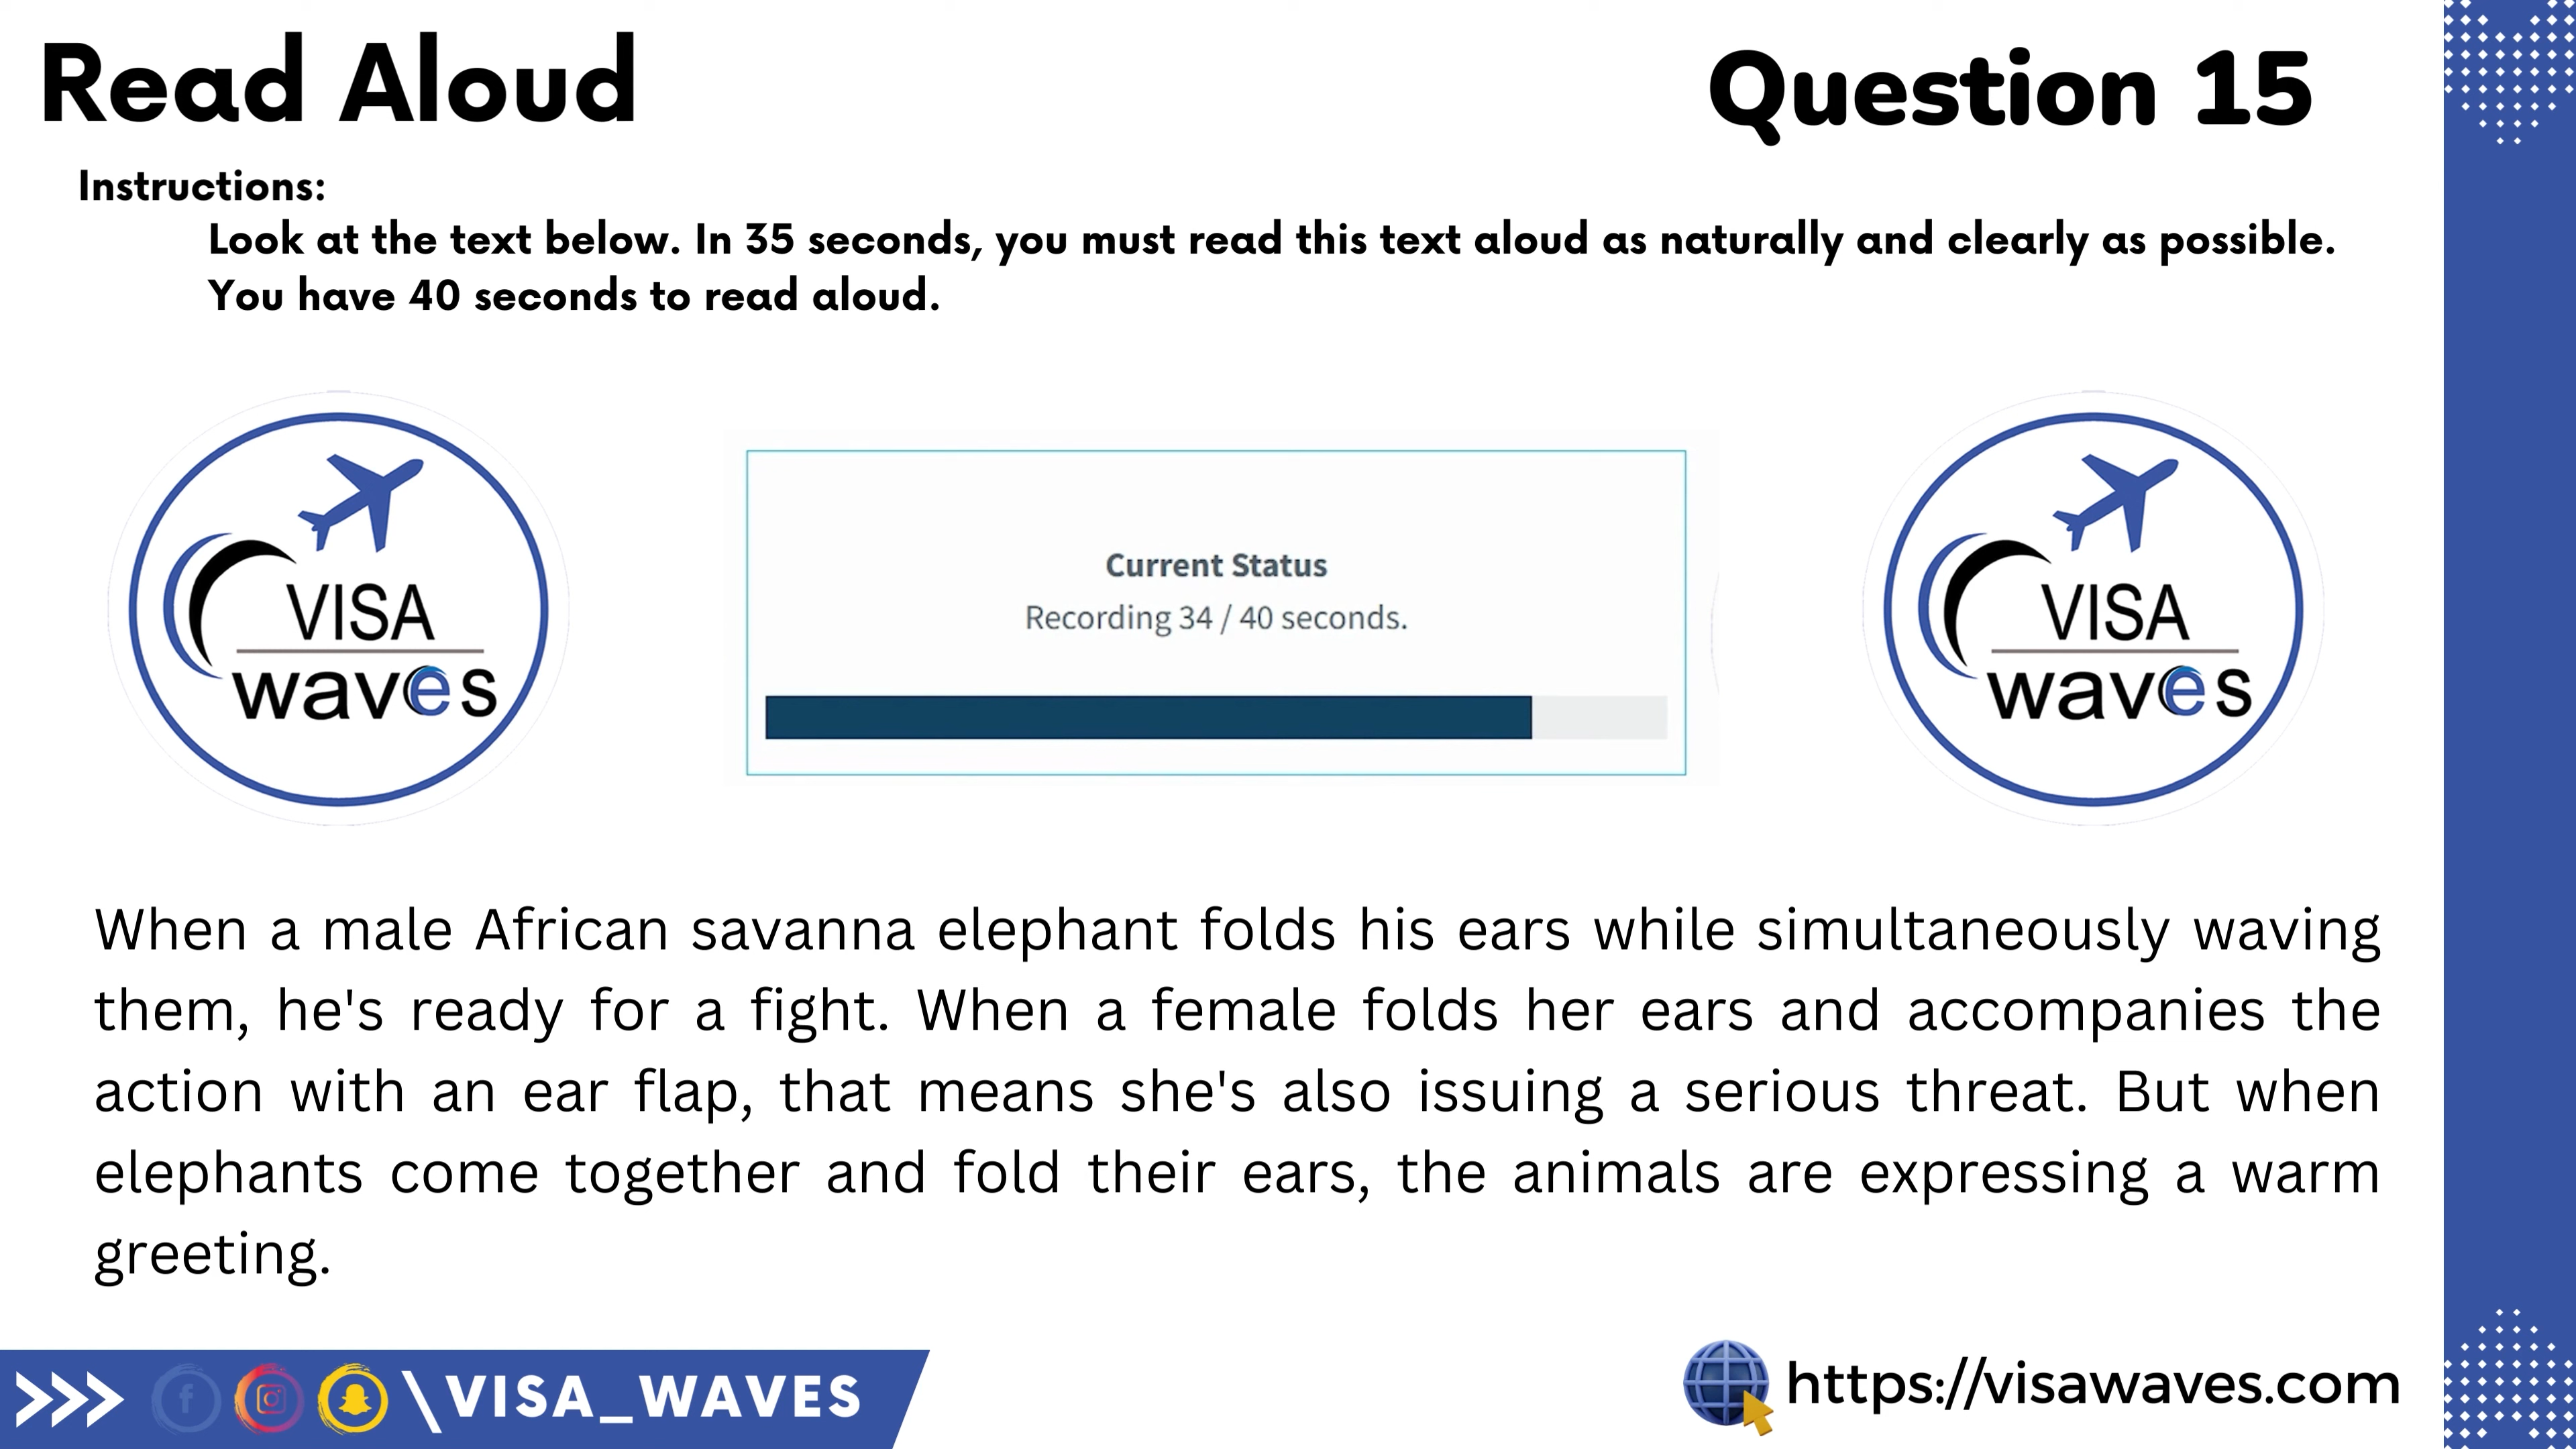 Read Aloud
Question 15
Instructions:
Look at the text below. In 35 seconds, you must read this text aloud as naturally and clearly as possible.
You have 40 seconds to read aloud.
VISA
waves
Current Status
Recording 34 / 40 seconds.
VISA
waves
When a male African savanna elephant folds his ears while simultaneously waving
them, he's ready for a fight. When a female folds her ears and accompanies the
action with an ear flap, that means she's also issuing a serious threat. But when
elephants come together and fold their ears, the animals are expressing a warm
greeting.
\VISA_WAVES
https://visawaves.com